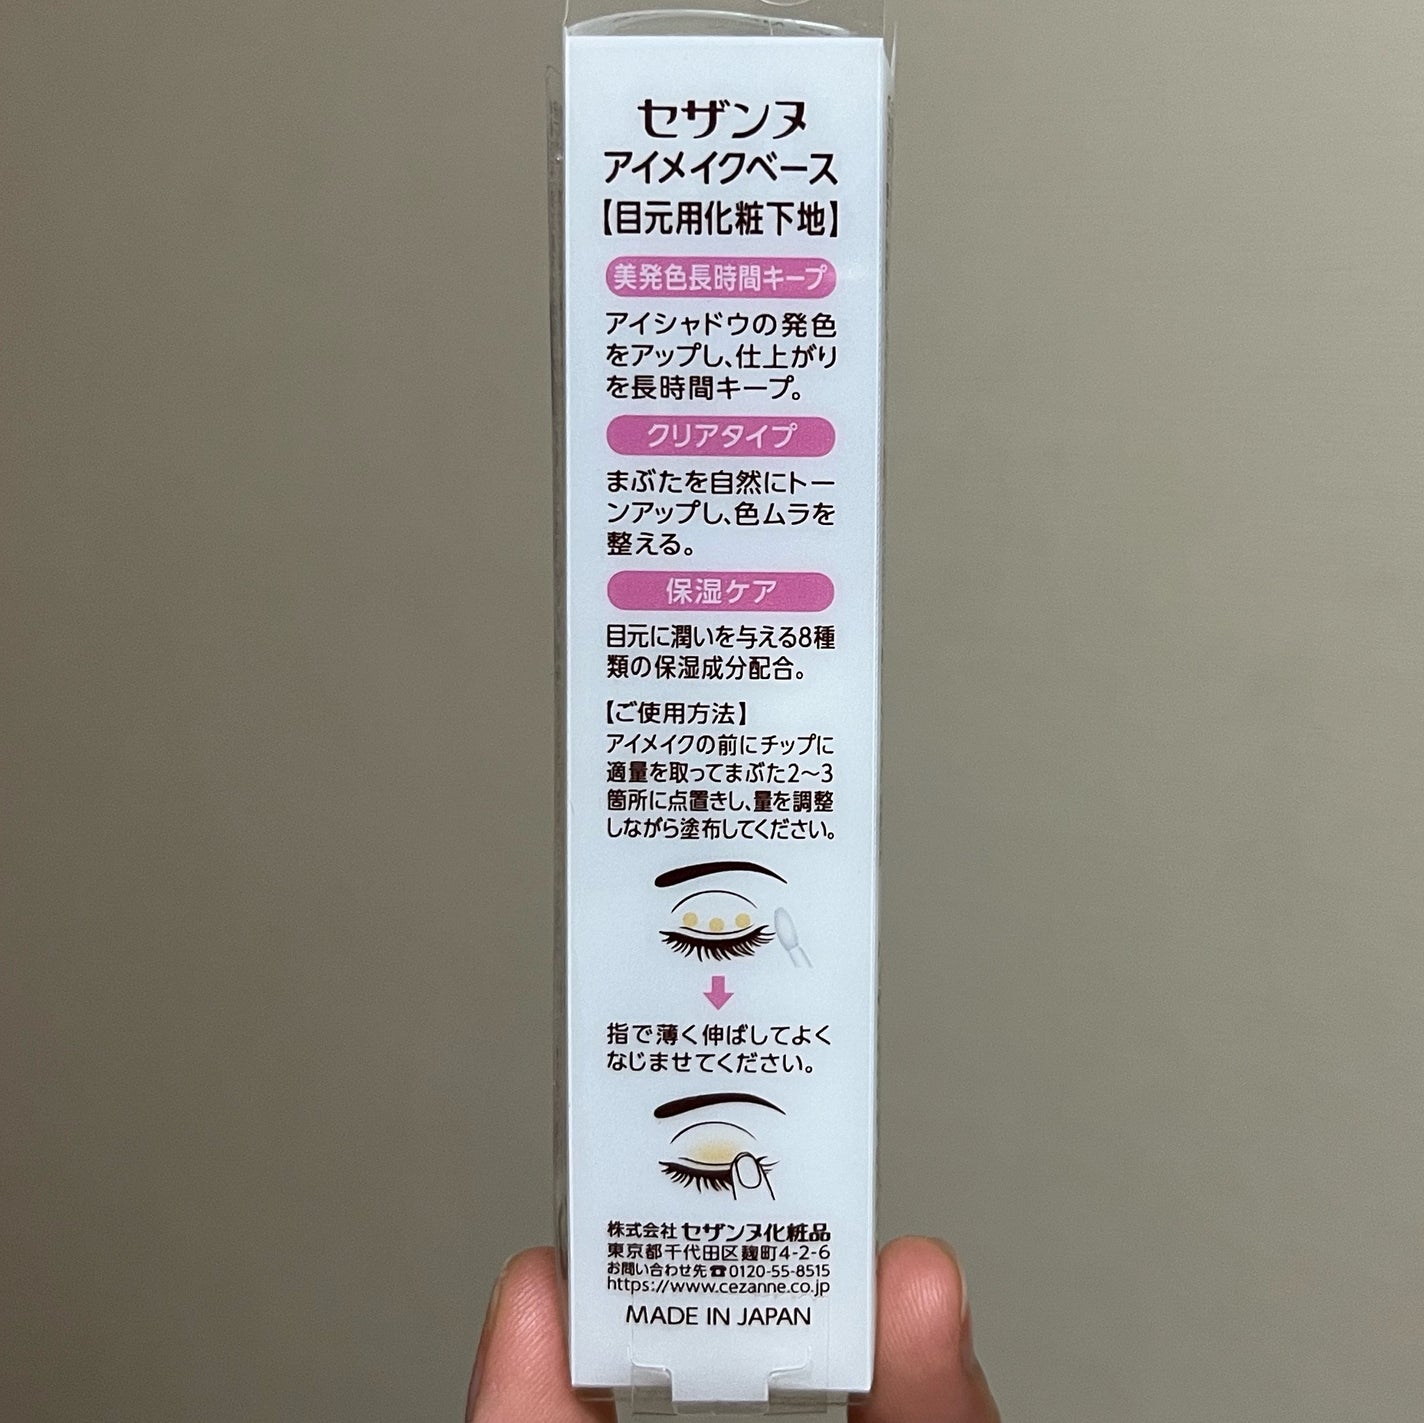 セザンヌ
アイメイクベース
【目元用化粧下地】
美発色長時間キープ
アイシャドウの発色
をアップし、仕上がり
を長時間キープ。
クリアタイプ
まぶたを自然にトー
ンアップし、色ムラを
整える。
保湿ケア
目元に潤いを与える8種
類の保湿成分配合。
【ご使用方法】
アイメイクの前にチップに
適量を取ってまぶた2〜3
箇所に点置きし、量を調整
しながら塗布してください。
指で薄く伸ばしてよく
なじませてください。
株式会社 セザンヌ化粧品
東京都千代田区麹町4-2-6
お問い合わせ先☎0120-55-8515
https://www.cezanne.co.jp
MADE IN JAPAN